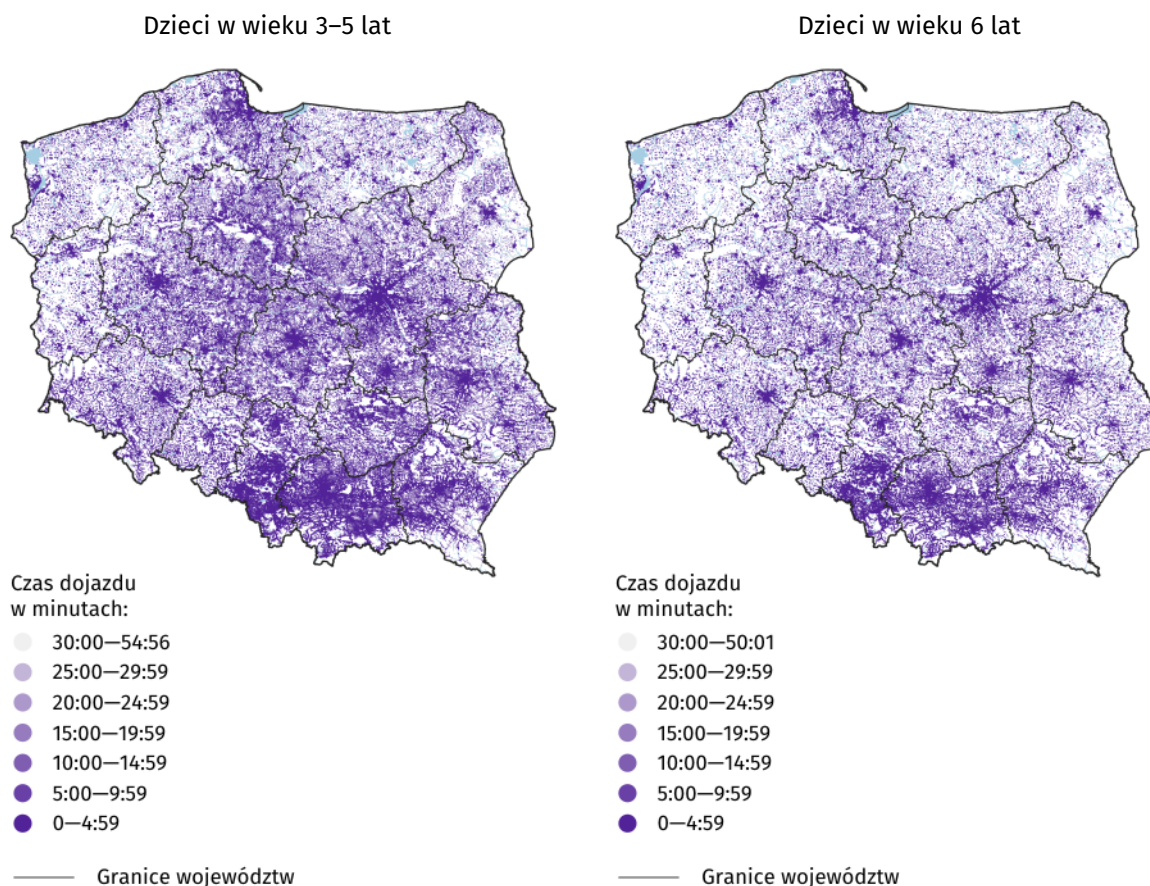 Dzieci w wieku 3–5 lat
Czas dojazdu
w minutach:
30:00—54:56
25:00—29:59
20:00—24:59
15:00—19:59
10:00—14:59
5:00—9:59
0—4:59
Granice województw
Dzieci w wieku 6 lat
Czas dojazdu
w minutach:
30:00—50:01
25:00—29:59
20:00—24:59
15:00—19:59
10:00—14:59
5:00—9:59
0—4:59
Granice województw